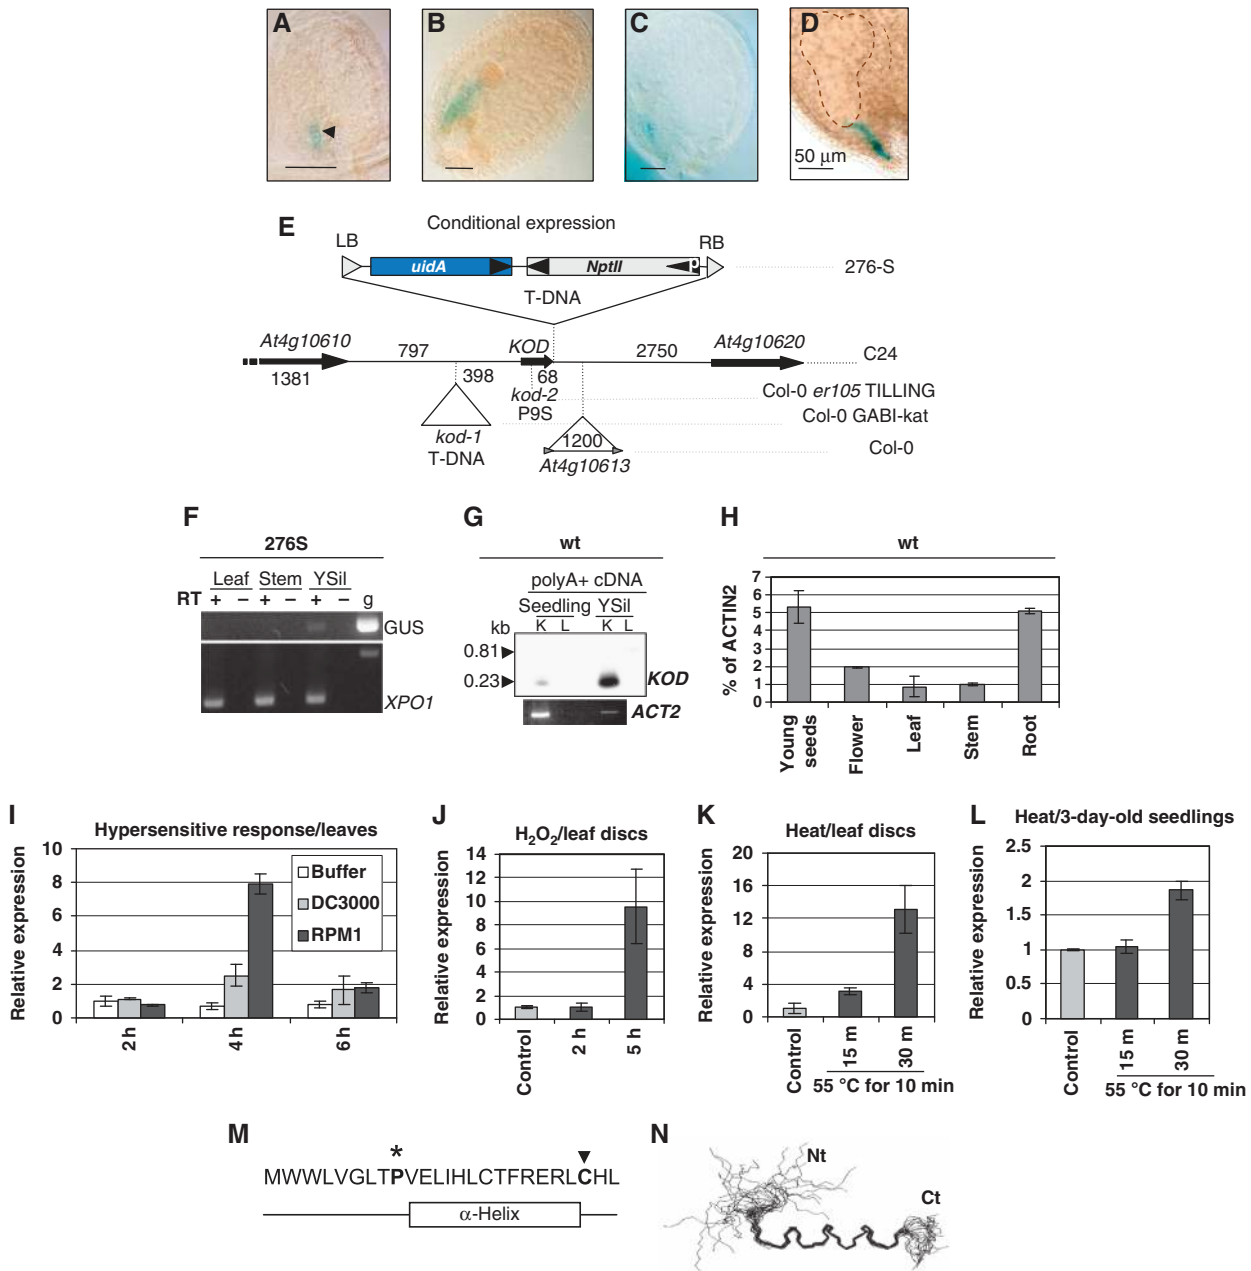 A
B
C
D
50 μm
E
Conditional expression
LB
RB
uidA
NptII
276-S
T-DNA
At4g10610
797
KOD
2750
At4g10620
C24
1381
398
68
kod-2
Col-0 er105 TILLING
P9S
Col-0 GABI-kat
kod-1
1200
Col-0
T-DNA
At4g10613
F
276S
Leaf Stem YSil
RT + − + − + − g
GUS
XPO1
G
wt
polyA+ cDNA
Seedling YSil
kb K L K L
0.81
0.23
KOD
ACT2
H
wt
% of ACTIN2
7
6
5
4
3
2
1
0
Young seeds
Flower
Leaf
Stem
Root
I
Hypersensitive response/leaves
Relative expression
10
8
6
4
2
0
Buffer
DC3000
RPM1
2 h
4 h
6 h
J
H2O2/leaf discs
Relative expression
14
12
10
8
6
4
2
0
Control
2 h
5 h
K
Heat/leaf discs
Relative expression
20
16
12
8
4
0
Control
15 m
30 m
55 °C for 10 min
L
Heat/3-day-old seedlings
Relative expression
2.5
2
1.5
1
0.5
0
Control
15 m
30 m
55 °C for 10 min
M
*
MWWLVGLTPVELIHLCTFRERLCHL
α-Helix
N
Nt
Ct